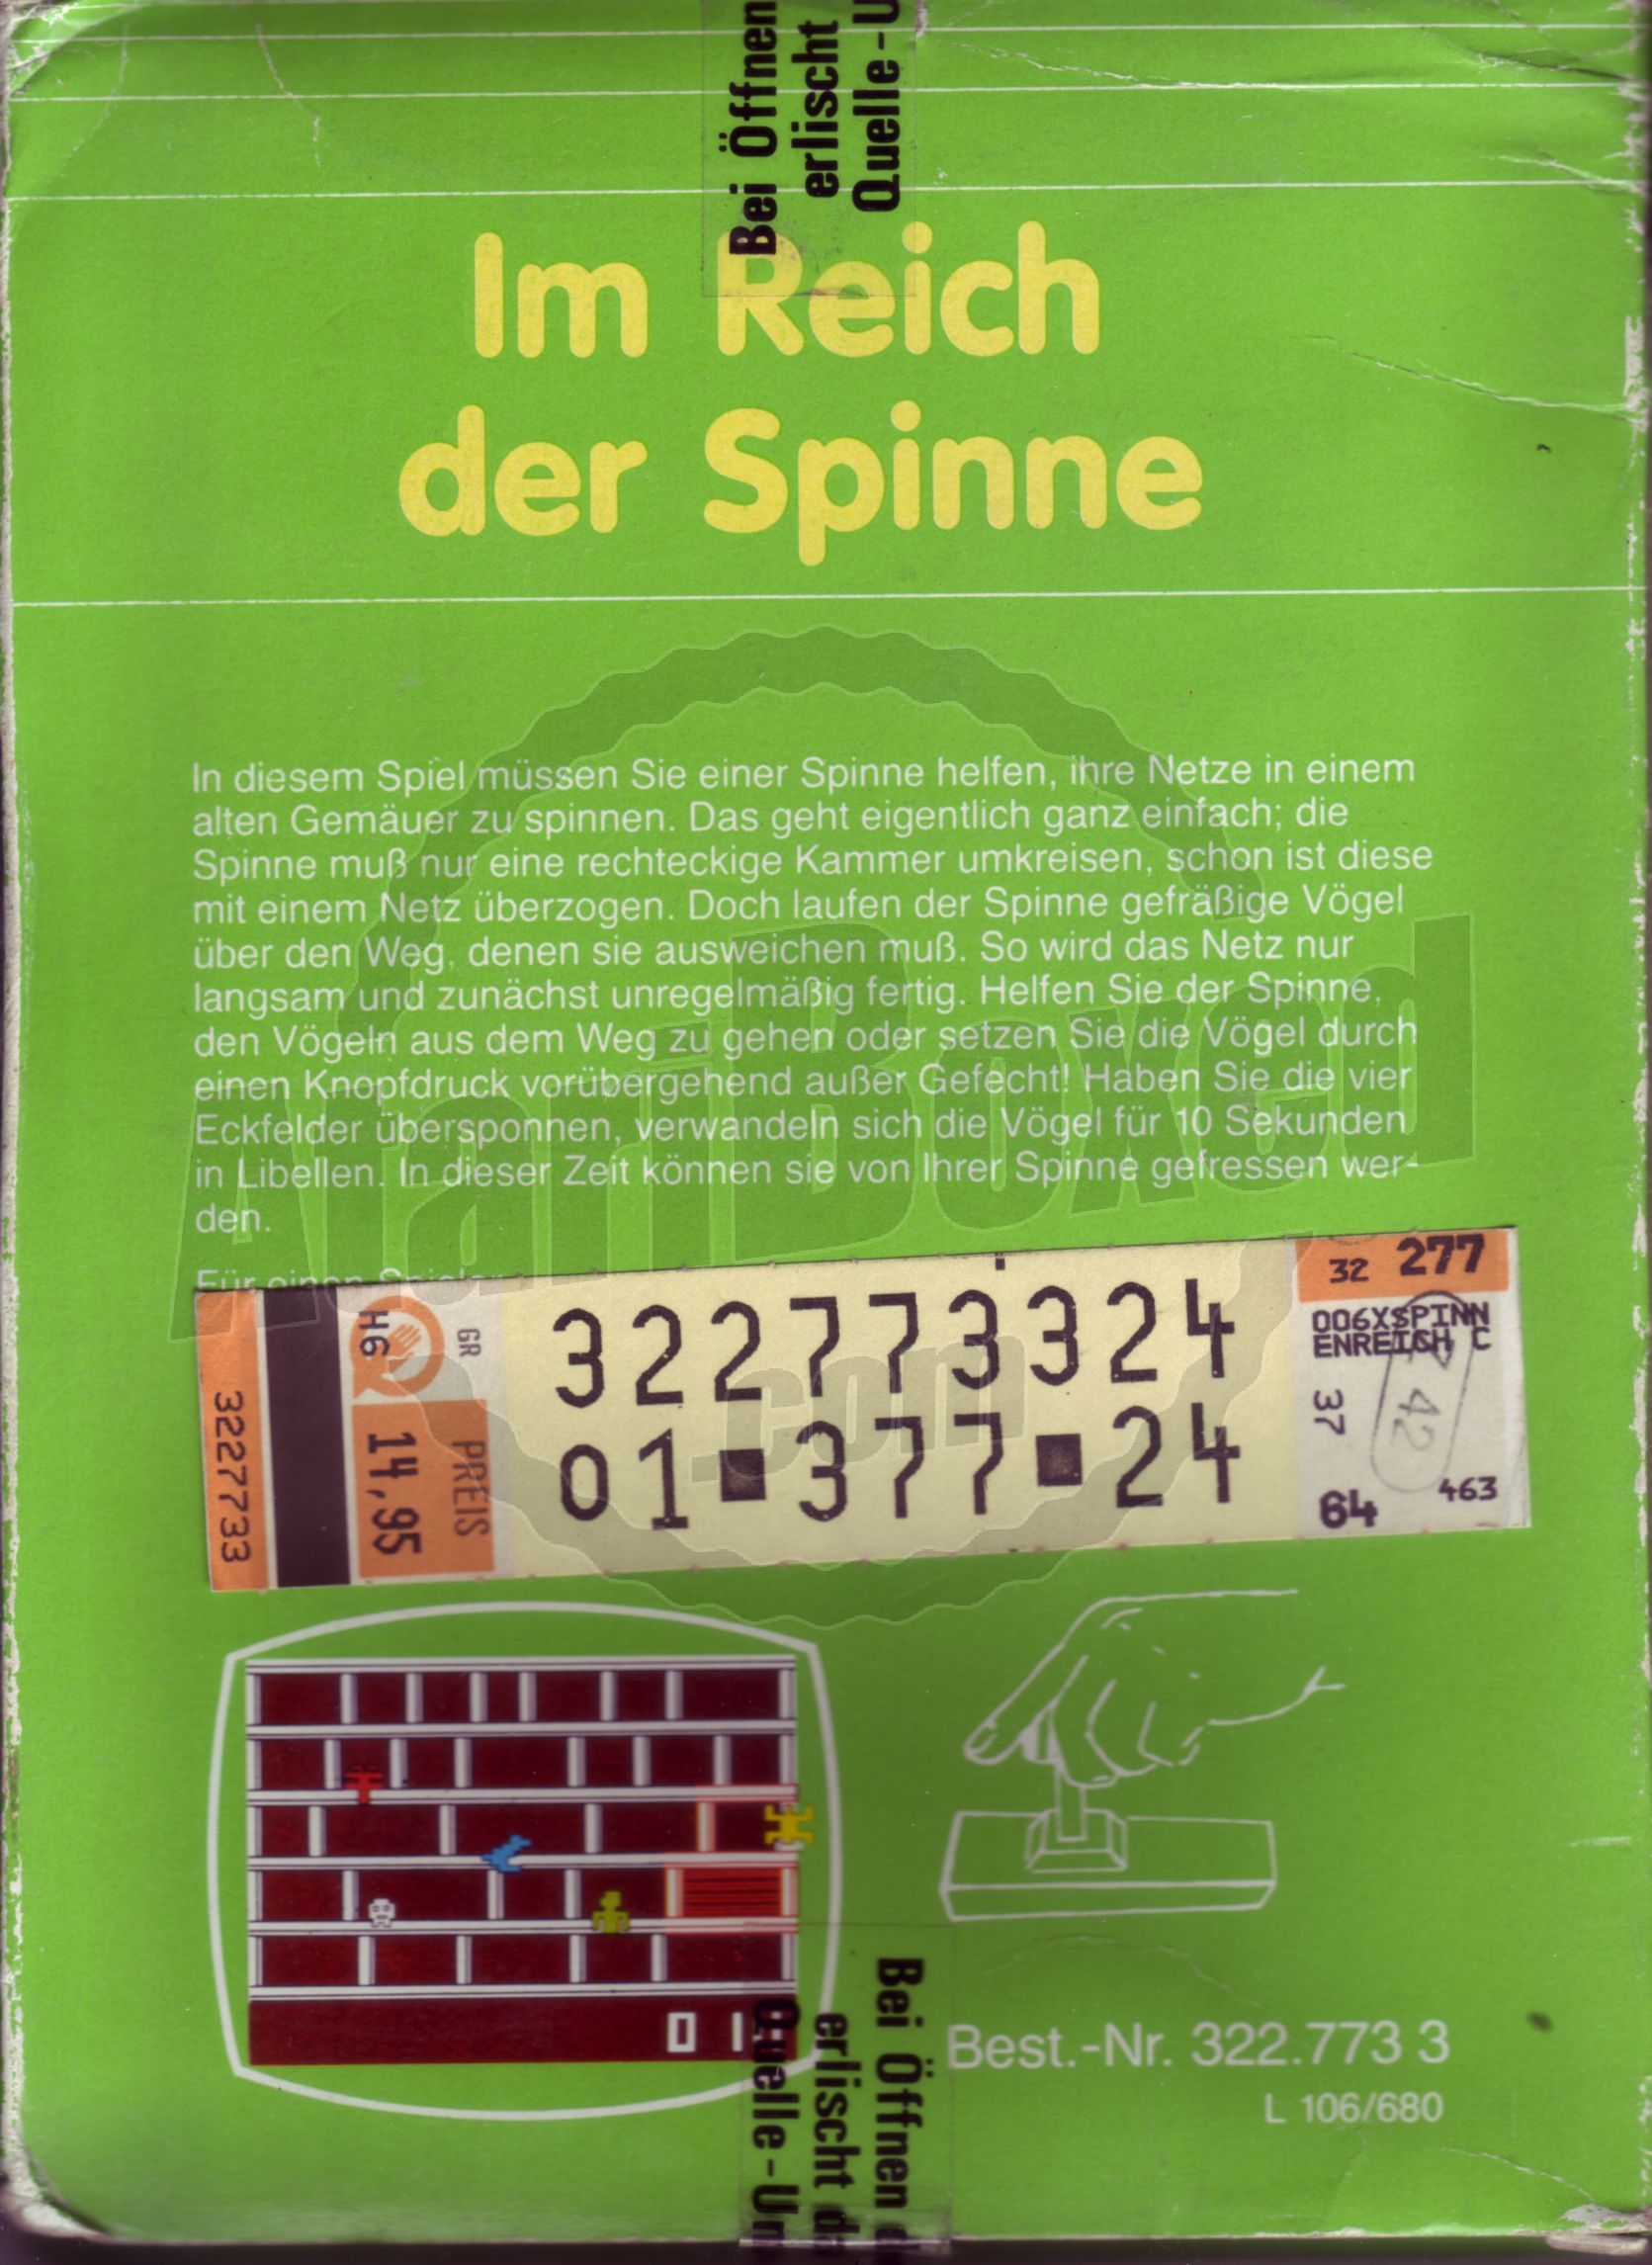 Bei Öffnen
erlischt
Quelle-U
Im Reich
der Spinne
In diesem Spiel müssen Sie einer Spinne helfen, ihre Netze in einem
alten Gemäuer zu spinnen. Das geht eigentlich ganz einfach; die
Spinne muß nur eine rechteckige Kammer umkreisen, schon ist diese
mit einem Netz überzogen. Doch laufen der Spinne gefräßige Vögel
über den Weg, denen sie ausweichen muß. So wird das Netz nur
langsam und zunächst unregelmäßig fertig. Helfen Sie der Spinne,
den Vögeln aus dem Weg zu gehen oder setzen Sie die Vögel durch
einen Knopfdruck vorübergehend außer Gefecht! Haben Sie die vier
Eckfelder übersponnen, verwandeln sich die Vögel für 10 Sekunden
in Libellen. In dieser Zeit können sie von Ihrer Spinne gefressen wer-
den.
Für einen Spieler
AtariBoxed
.com
3227733
H6
GR
PREIS
14,95
322773324
01■377■24
32 277
006XSPINN
ENREICH C
37
42
64
463
01
Bei Öffnen d
erlischt d
Quelle-Un
Best.-Nr. 322.773 3
L 106/680